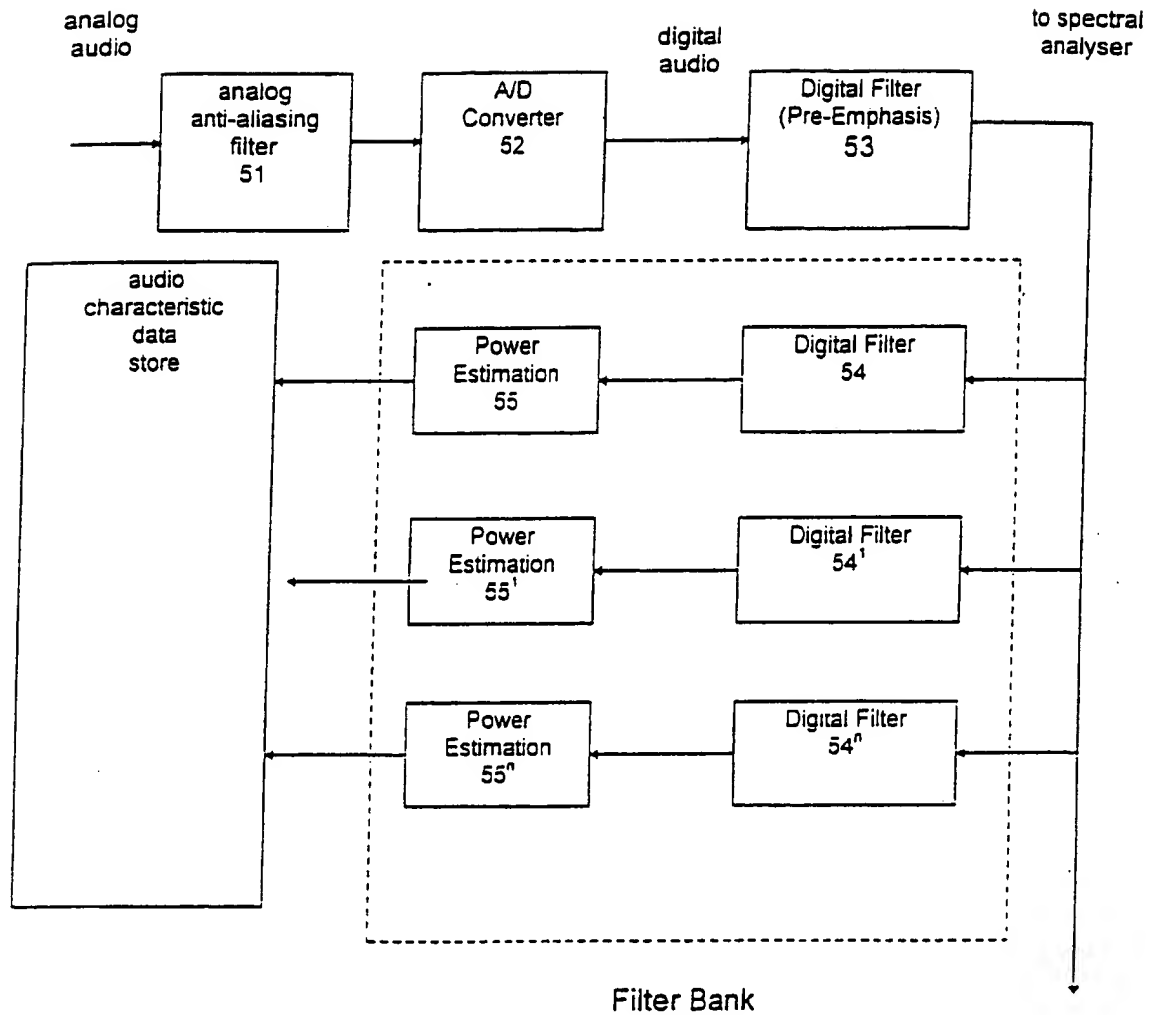 analog
audio
digital
audio
to spectral
analyser
analog
anti-aliasing
filter
51
A/D
Converter
52
Digital Filter
(Pre-Emphasis)
53
audio
characteristic
data
store
Power
Estimation
55
Digital Filter
54
Power
Estimation
55¹
Digital Filter
54¹
Power
Estimation
55ⁿ
Digital Filter
54ⁿ
Filter Bank